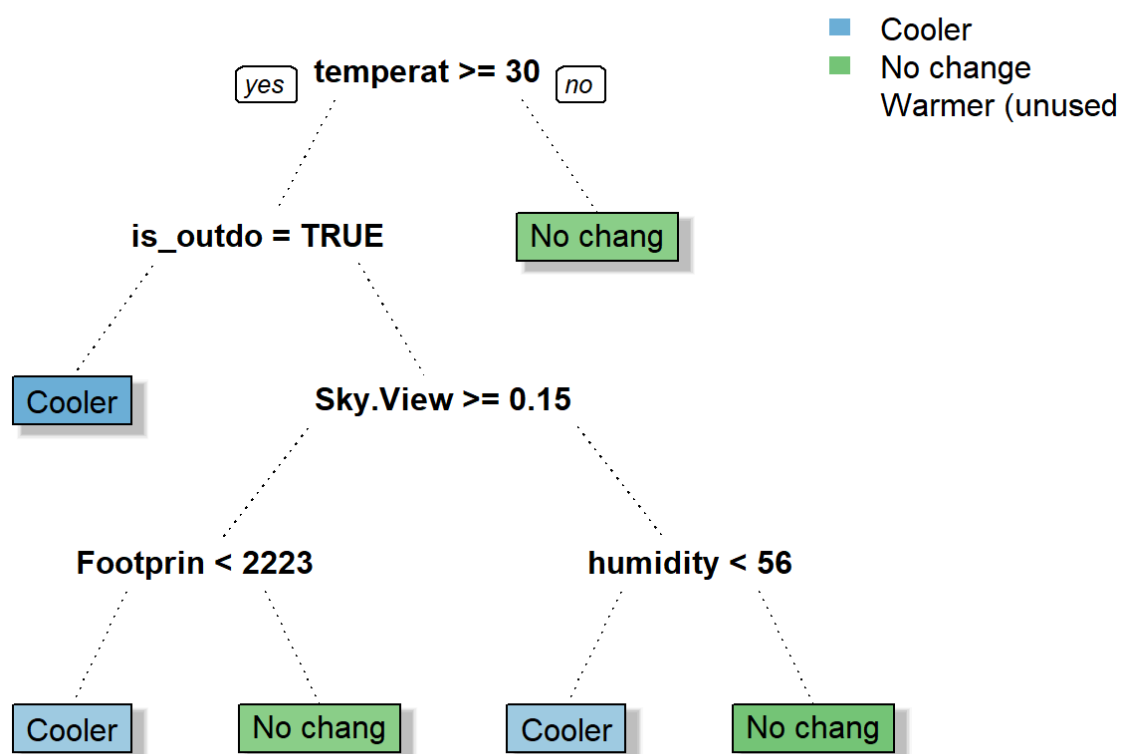 Cooler
No change
Warmer (unused
yes
temperat >= 30
no
is_outdo = TRUE
No chang
Cooler
Sky.View >= 0.15
Footprin < 2223
humidity < 56
Cooler
No chang
Cooler
No chang